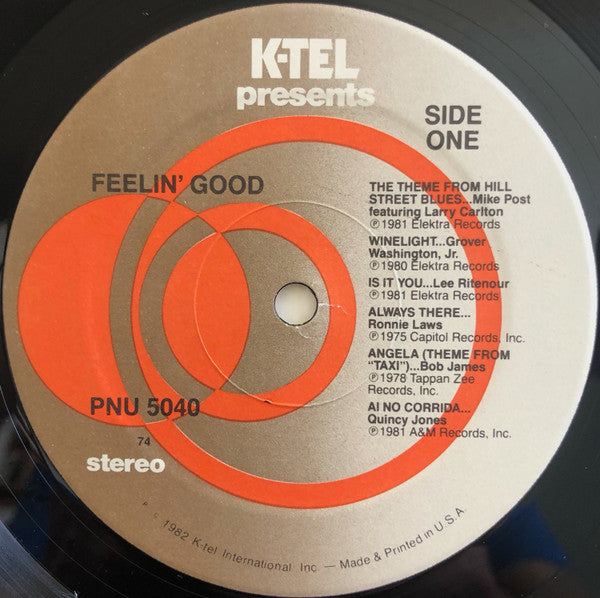 K-TEL
presents
SIDE
ONE
FEELIN' GOOD
THE THEME FROM HILL
STREET BLUES...Mike Post
featuring Larry Carlton
℗1981 Elektra Records
WINELIGHT...Grover
Washington, Jr.
℗1980 Elektra Records
IS IT YOU...Lee Ritenour
℗1981 Elektra Records
ALWAYS THERE...
Ronnie Laws
℗1975 Capitol Records, Inc.
ANGELA (THEME FROM
"TAXI")...Bob James
℗1978 Tappan Zee
Records, Inc.
AI NO CORRIDA...
Quincy Jones
℗1981 A&M Records, Inc.
PNU 5040
74
stereo
P C 1982 K-tel International Inc. — Made & Printed in U.S.A.